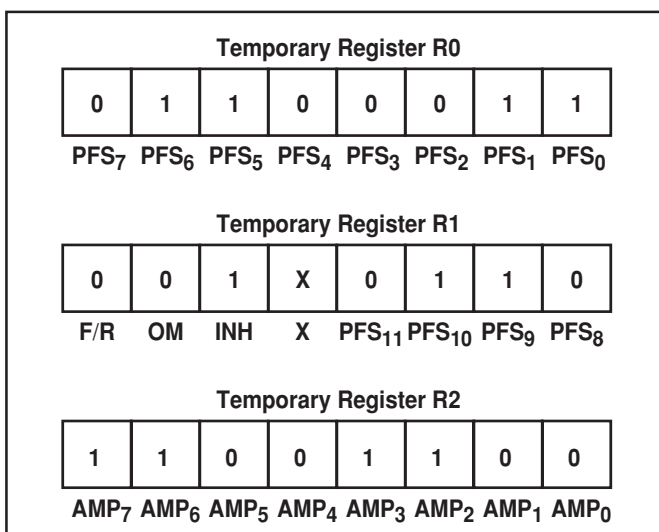 Temporary Register R0
0 1 1 0 0 0 1 1
PFS7 PFS6 PFS5 PFS4 PFS3 PFS2 PFS1 PFS0
Temporary Register R1
0 0 1 X 0 1 1 0
F/R OM INH X PFS11 PFS10 PFS9 PFS8
Temporary Register R2
1 1 0 0 1 1 0 0
AMP7 AMP6 AMP5 AMP4 AMP3 AMP2 AMP1 AMP0